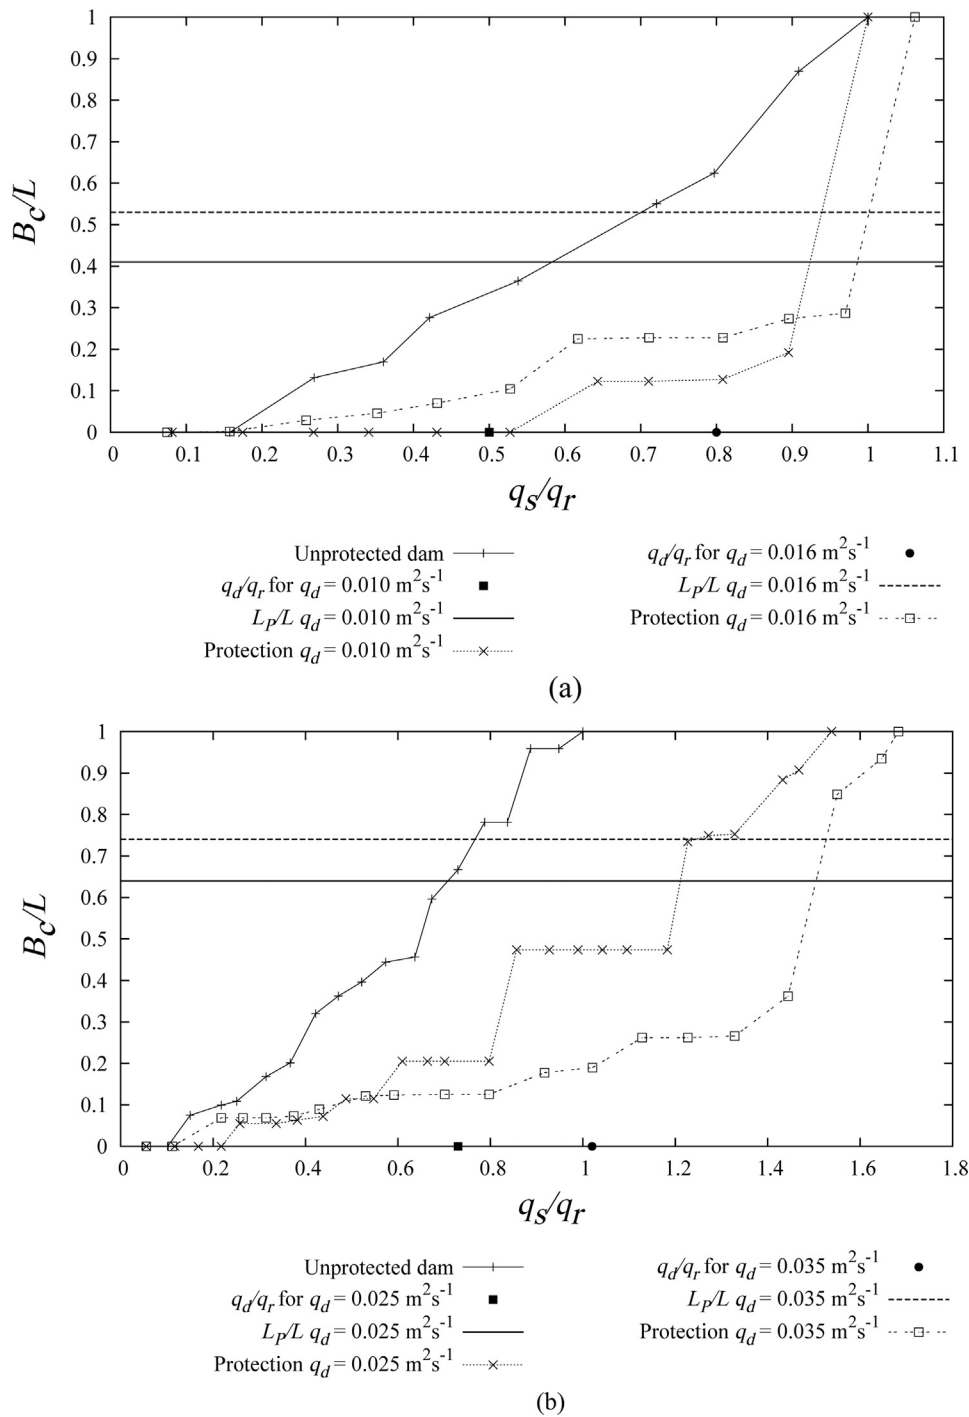 1
0.9
0.8
0.7
0.6
0.5
0.4
0.3
0.2
0.1
0
B_c/L
0 0.1 0.2 0.3 0.4 0.5 0.6 0.7 0.8 0.9 1 1.1
q_s/q_r
Unprotected dam
q_d/q_r for q_d = 0.010 m²s⁻¹
L_P/L q_d = 0.010 m²s⁻¹
Protection q_d = 0.010 m²s⁻¹
q_d/q_r for q_d = 0.016 m²s⁻¹
L_P/L q_d = 0.016 m²s⁻¹
Protection q_d = 0.016 m²s⁻¹
(a)
1
0.9
0.8
0.7
0.6
0.5
0.4
0.3
0.2
0.1
0
B_c/L
0 0.2 0.4 0.6 0.8 1 1.2 1.4 1.6 1.8
q_s/q_r
Unprotected dam
q_d/q_r for q_d = 0.025 m²s⁻¹
L_P/L q_d = 0.025 m²s⁻¹
Protection q_d = 0.025 m²s⁻¹
q_d/q_r for q_d = 0.035 m²s⁻¹
L_P/L q_d = 0.035 m²s⁻¹
Protection q_d = 0.035 m²s⁻¹
(b)